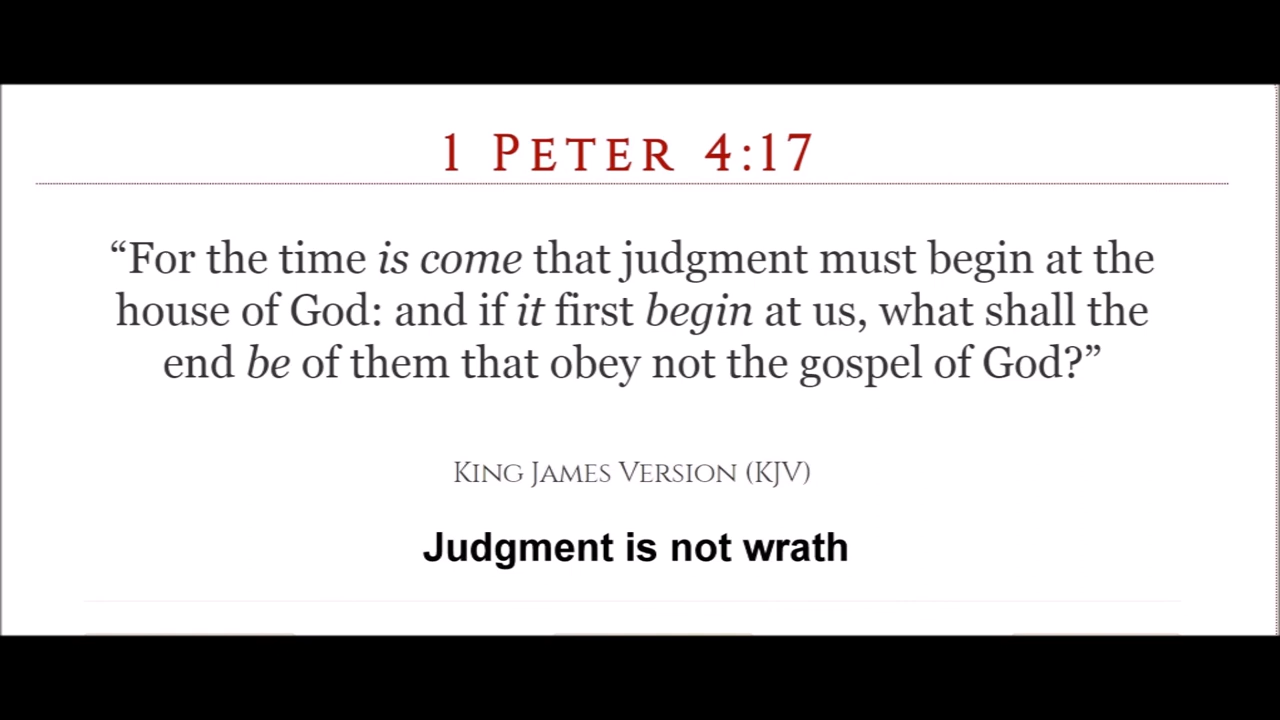 1 Peter 4:17
“For the time is come that judgment must begin at the
house of God: and if it first begin at us, what shall the
end be of them that obey not the gospel of God?”
King James Version (KJV)
Judgment is not wrath